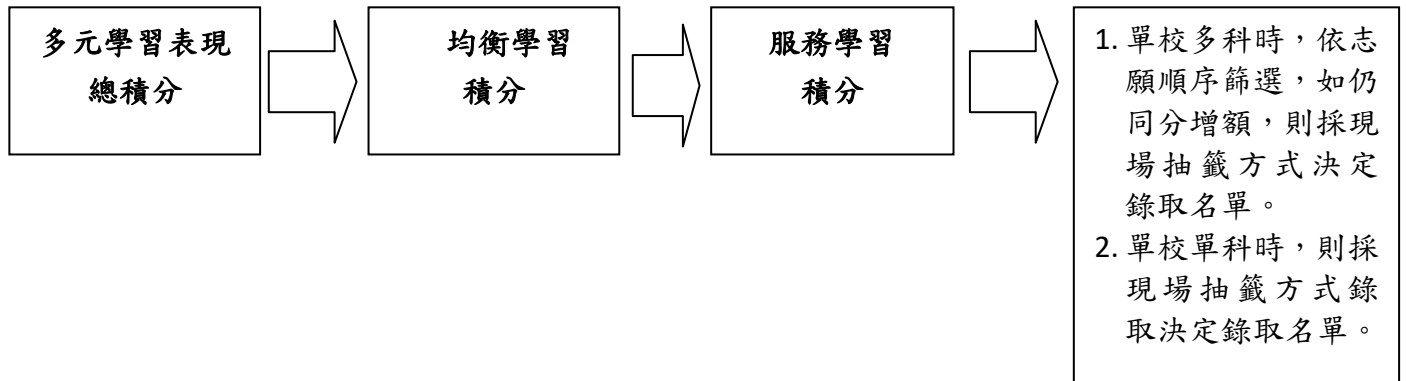 多元學習表現
總積分
均衡學習
積分
服務學習
積分
1. 單校多科時，依志
願順序篩選，如仍
同分增額，則採現
場抽籤方式決定
錄取名單。
2. 單校單科時，則採
現場抽籤方式錄
取決定錄取名單。